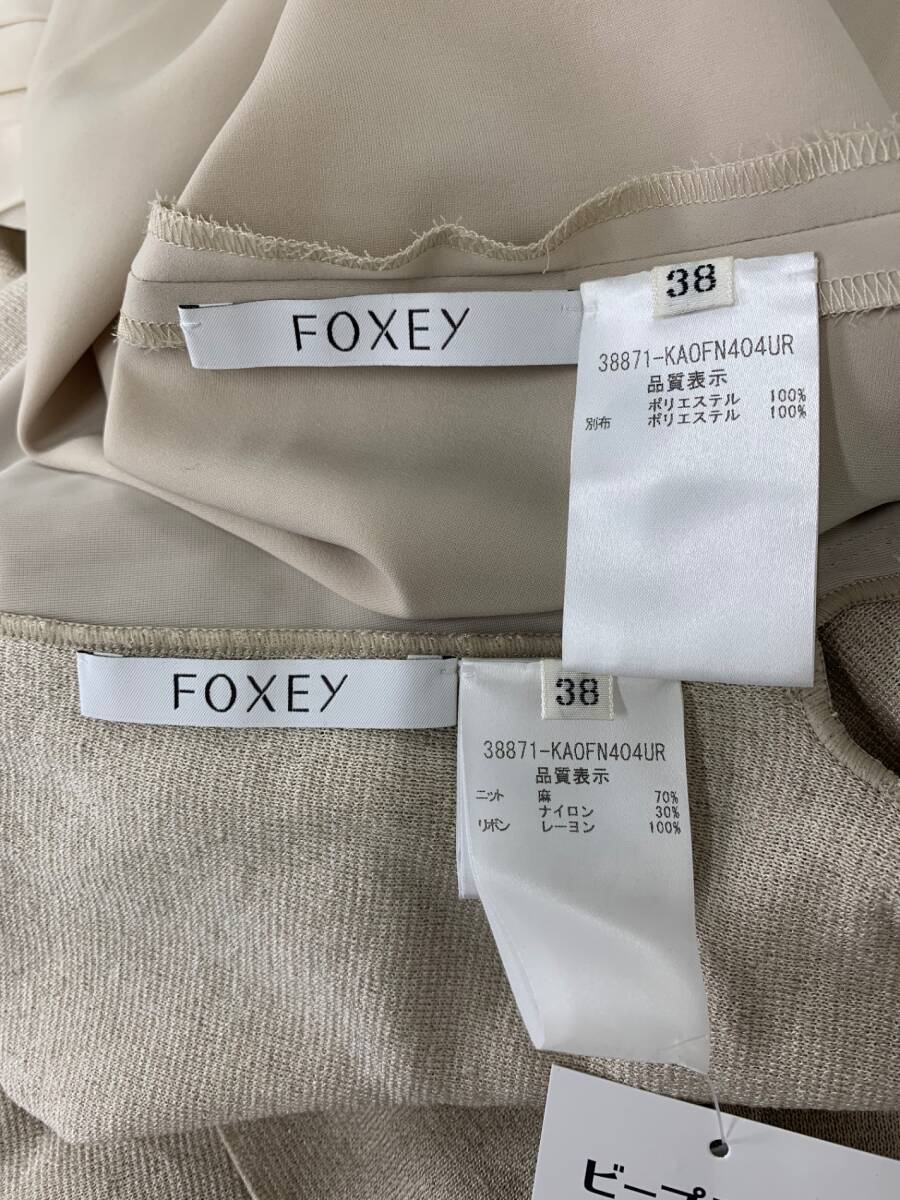 FOXEY
38
38871-KAOFN404UR
品質表示
ポリエステル 100%
別布 ポリエステル 100%
FOXEY
38
38871-KAOFN404UR
品質表示
ニット 麻 70%
ナイロン 30%
リボン レーヨン 100%
ビープ